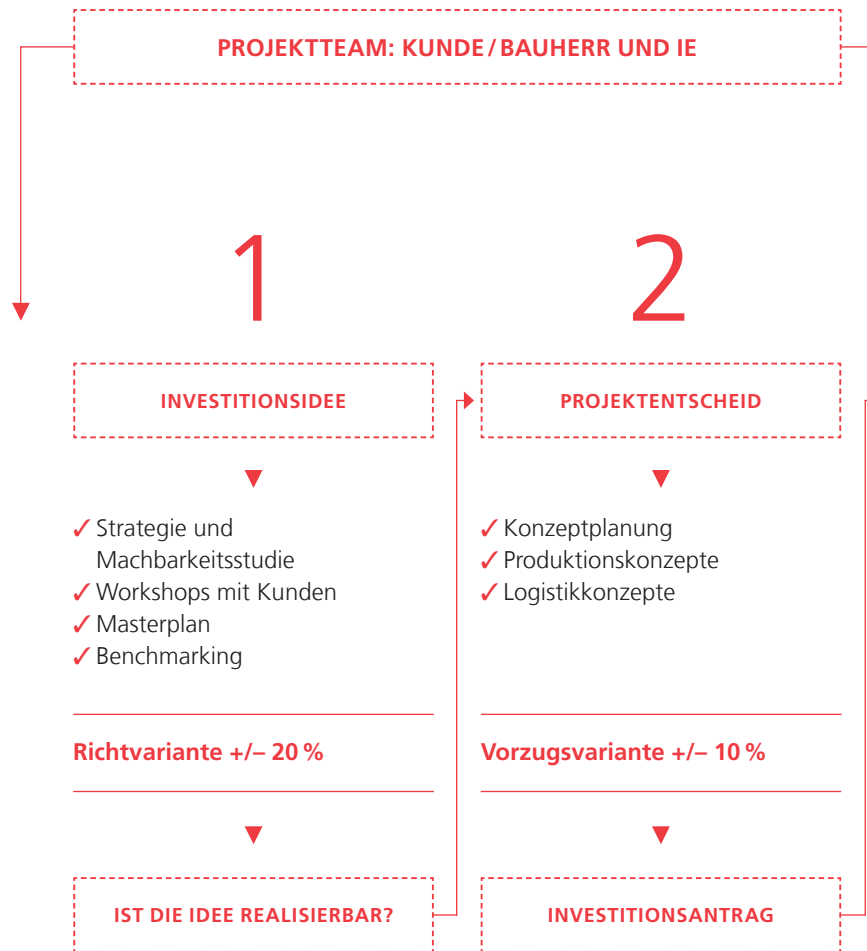 PROJEKTTEAM: KUNDE / BAUHERR UND IE
1
INVESTITIONSIDEE
✓ Strategie und
Machbarkeitsstudie
✓ Workshops mit Kunden
✓ Masterplan
✓ Benchmarking
Richtvariante +/– 20 %
IST DIE IDEE REALISIERBAR?
2
PROJEKTENTSCHEID
✓ Konzeptplanung
✓ Produktionskonzepte
✓ Logistikkonzepte
Vorzugsvariante +/– 10 %
INVESTITIONSANTRAG